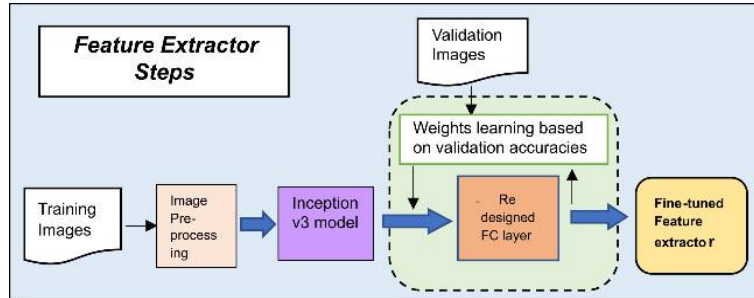 Feature Extractor
Steps
Validation
Images
Weights learning based
on validation accuracies
Training
Images
Image
Pre-
process
ing
Inception
v3 model
Re
designed
FC layer
Fine-tuned
Feature
extractor